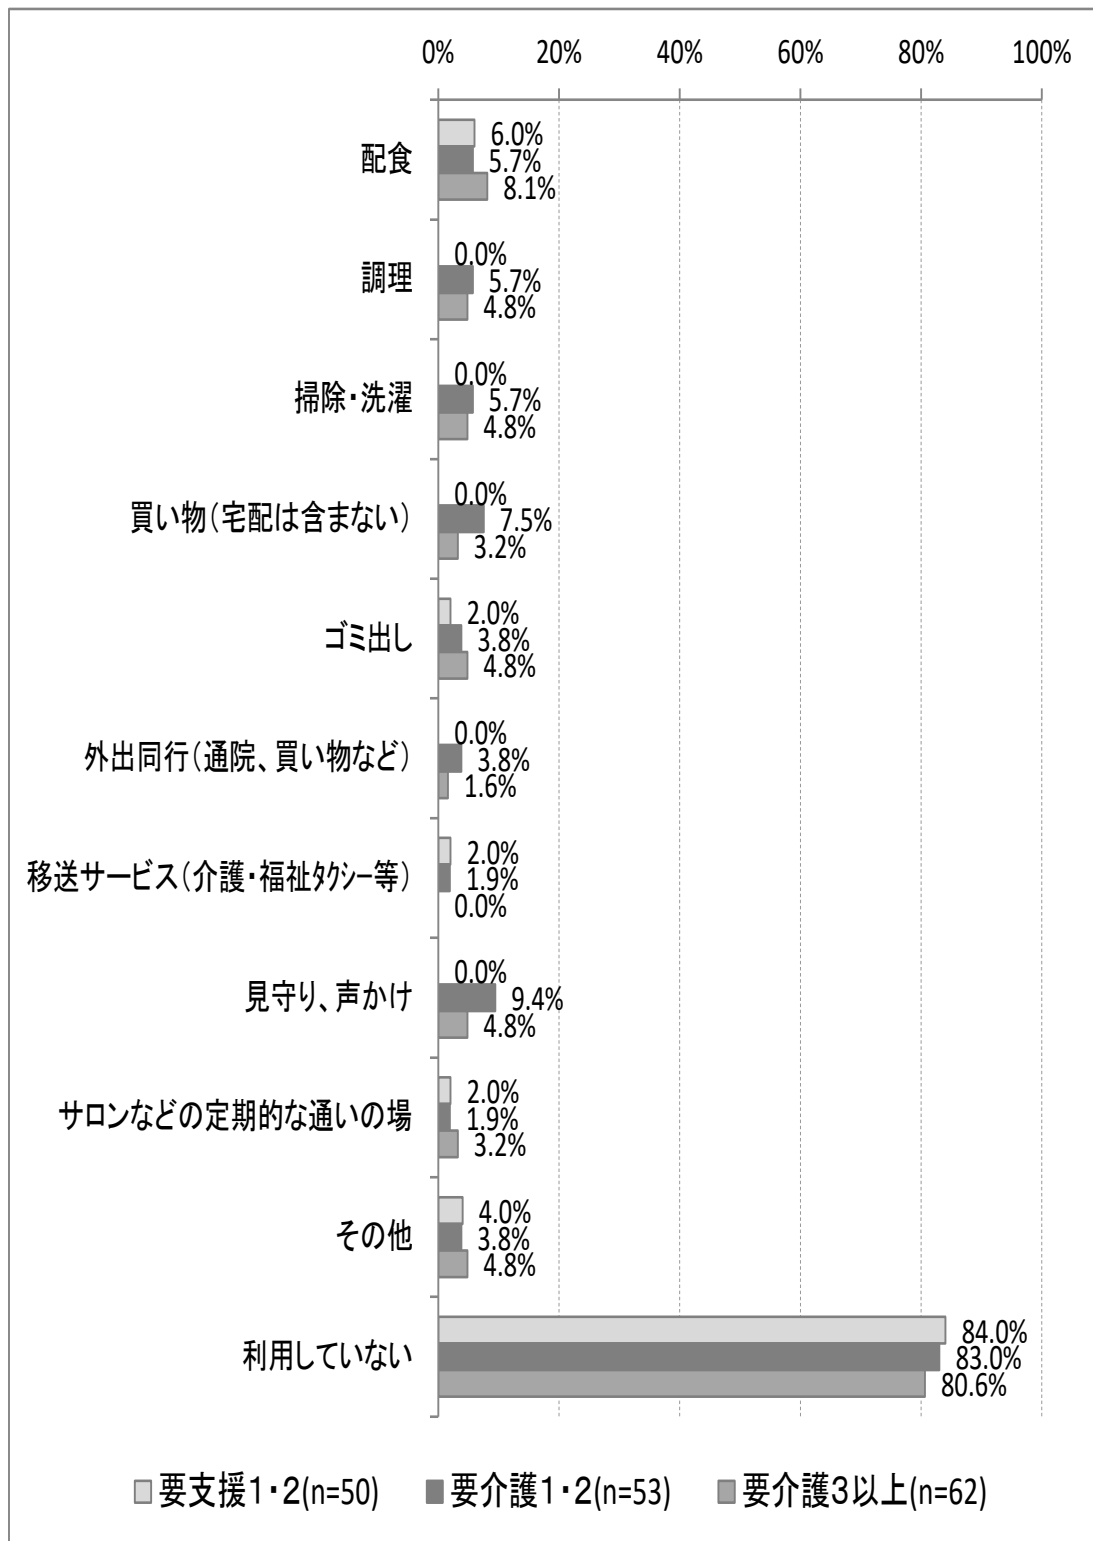 0% 20% 40% 60% 80% 100%
配食
6.0%
5.7%
8.1%
調理
0.0%
5.7%
4.8%
掃除・洗濯
0.0%
5.7%
4.8%
買い物（宅配は含まない）
0.0%
7.5%
3.2%
ゴミ出し
2.0%
3.8%
4.8%
外出同行（通院、買い物など）
0.0%
3.8%
1.6%
移送サービス（介護・福祉ﾀｸｼｰ等）
2.0%
1.9%
0.0%
見守り、声かけ
0.0%
9.4%
4.8%
サロンなどの定期的な通いの場
2.0%
1.9%
3.2%
その他
4.0%
3.8%
4.8%
利用していない
84.0%
83.0%
80.6%
要支援１・２(n=50) 要介護１・２(n=53) 要介護３以上(n=62)